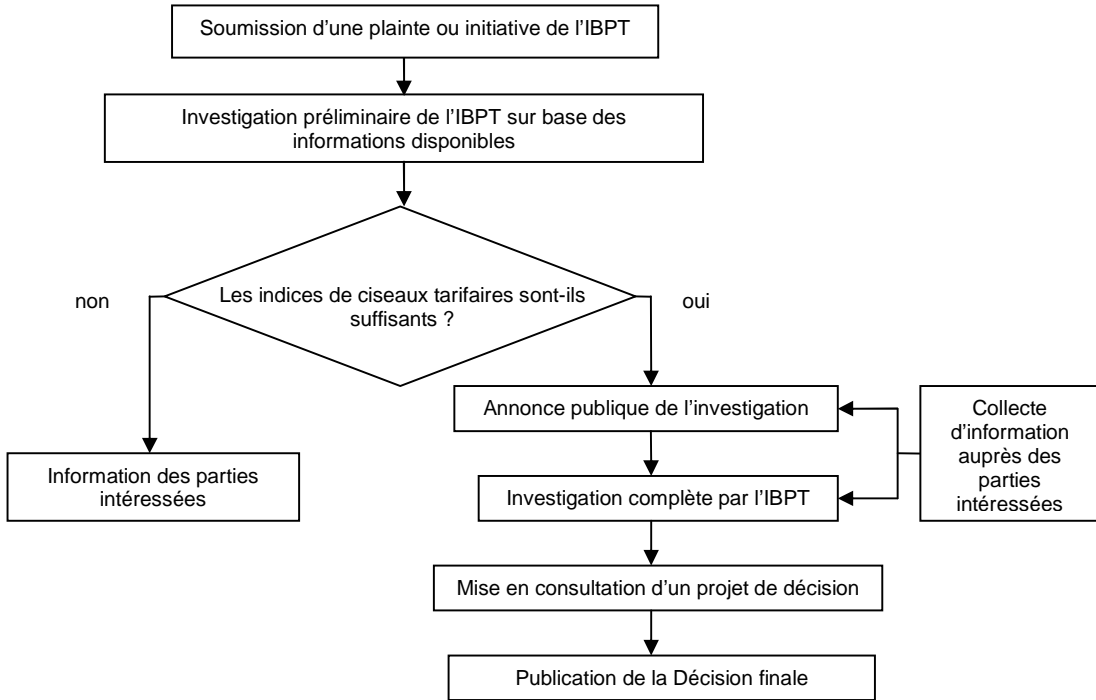 Soumission d’une plainte ou initiative de l’IBPT
Investigation préliminaire de l’IBPT sur base des
informations disponibles
Les indices de ciseaux tarifaires sont-ils
suffisants ?
non
oui
Information des parties
intéressées
Annonce publique de l’investigation
Investigation complète par l’IBPT
Collecte
d’information
auprès des
parties
intéressées
Mise en consultation d’un projet de décision
Publication de la Décision finale